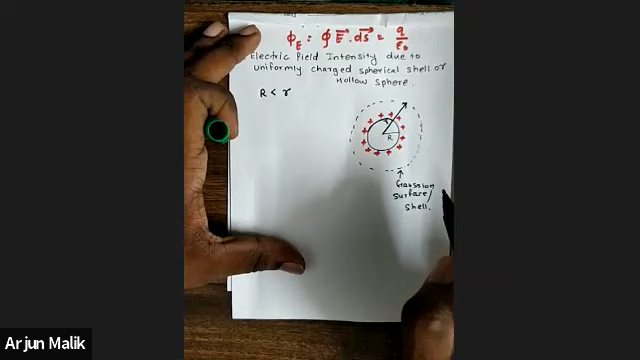 ϕE : ∮ E⃗ . ds⃗ = q/ε₀
Electric Field Intensity due to
uniformly charged spherical shell or
Hollow sphere.
R < r
R
Gaussian
Surface/
Shell.
Arjun Malik